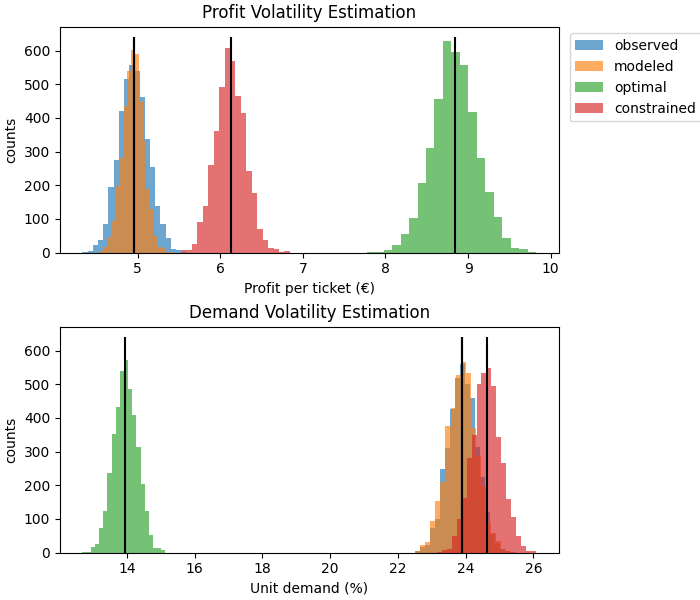 Profit Volatility Estimation
600
500
400
300
200
100
0
counts
5 6 7 8 9 10
Profit per ticket (€)
observed
modeled
optimal
constrained
Demand Volatility Estimation
600
500
400
300
200
100
0
counts
14 16 18 20 22 24 26
Unit demand (%)